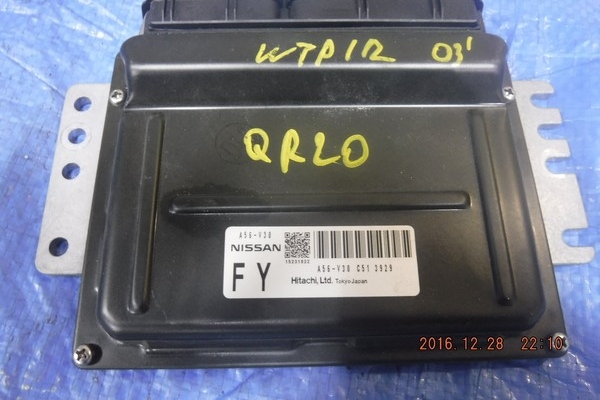 WTP12 03'
QR20
A56-V30
NISSAN
10231022
FY
A56-V30 C51 3929
Hitachi, Ltd. Tokyo Japan
2016.12.28 22:10